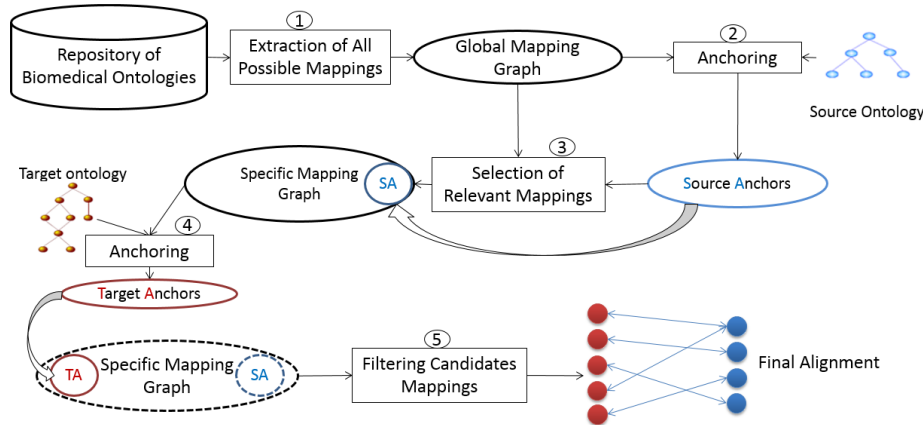 1
2
Repository of
Biomedical Ontologies
Extraction of All
Possible Mappings
Global Mapping
Graph
Anchoring
Source Ontology
3
Target ontology
Specific Mapping
Graph
SA
Selection of
Relevant Mappings
Source Anchors
4
Anchoring
Target Anchors
5
TA
Specific Mapping
Graph
SA
Filtering Candidates
Mappings
Final Alignment